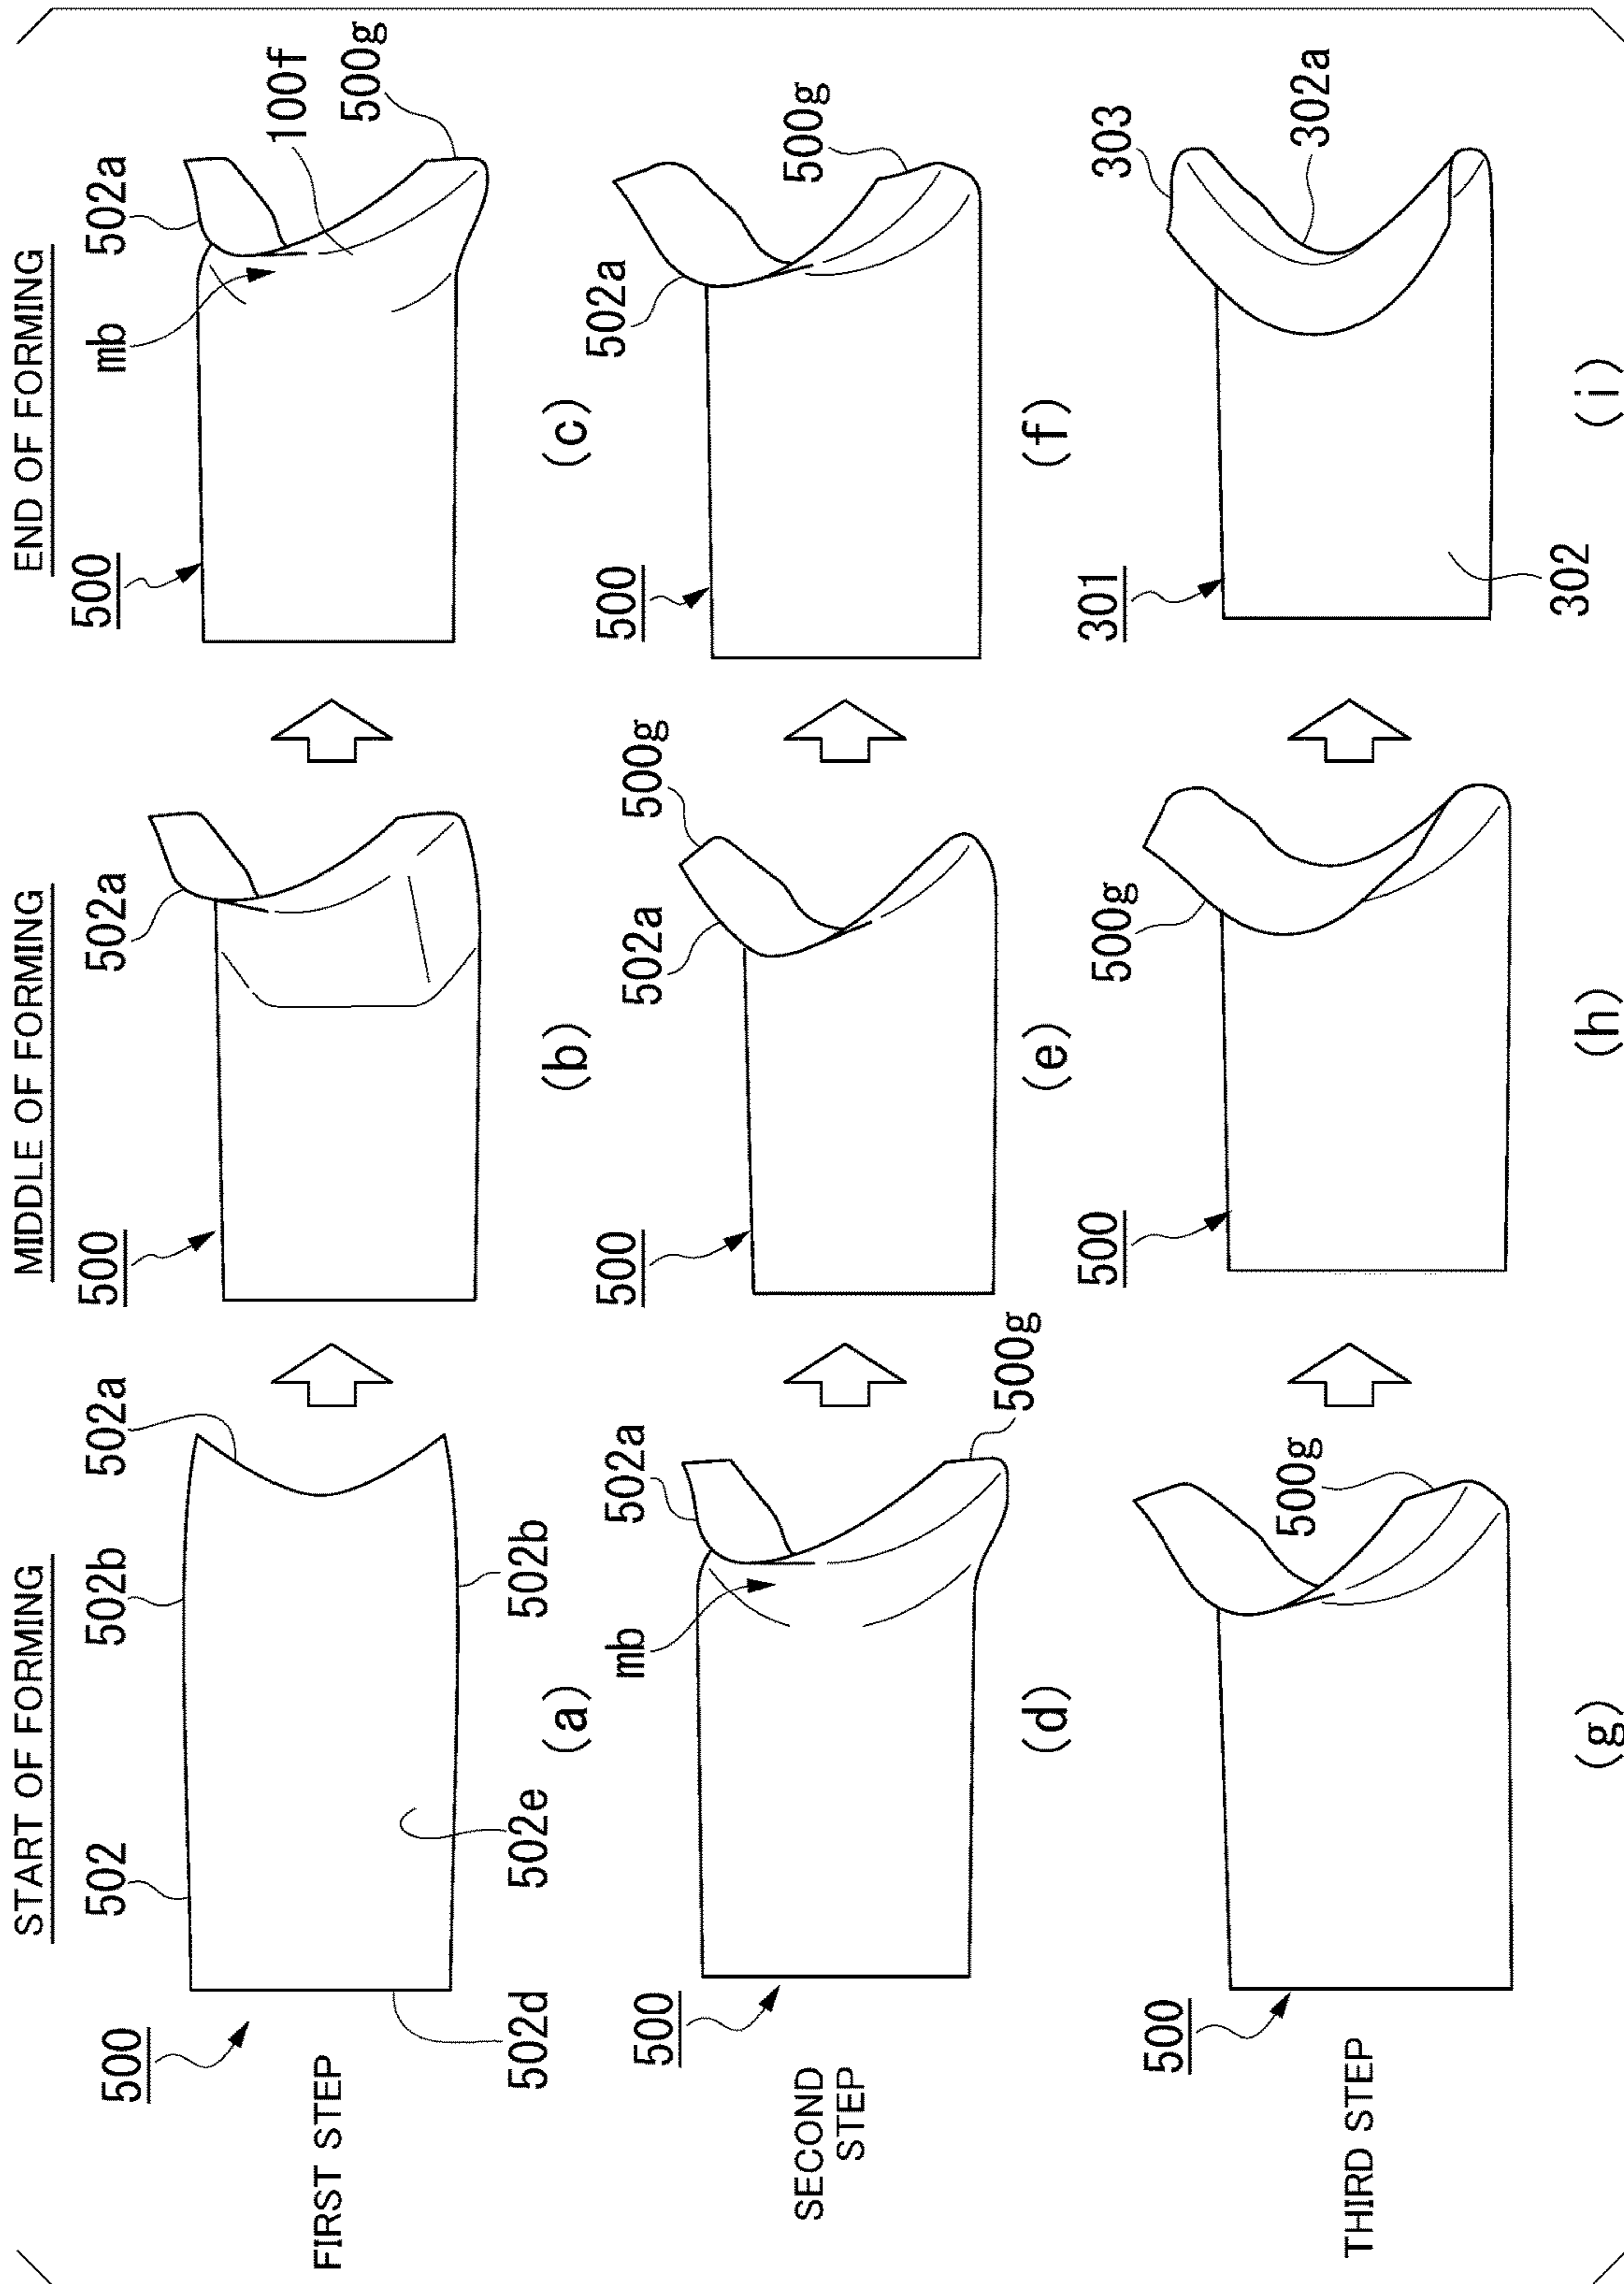 START OF FORMING
MIDDLE OF FORMING
END OF FORMING
FIRST STEP
500
502
502b
502a
502d
502e
502b
(a)
500
502a
(b)
500
mb
502a
100f
500g
(c)
SECOND
STEP
500
mb
502a
500g
(d)
500
502a
500g
(e)
500
502a
500g
(f)
THIRD STEP
500
500g
(g)
500
500g
(h)
301
303
302a
302
(i)